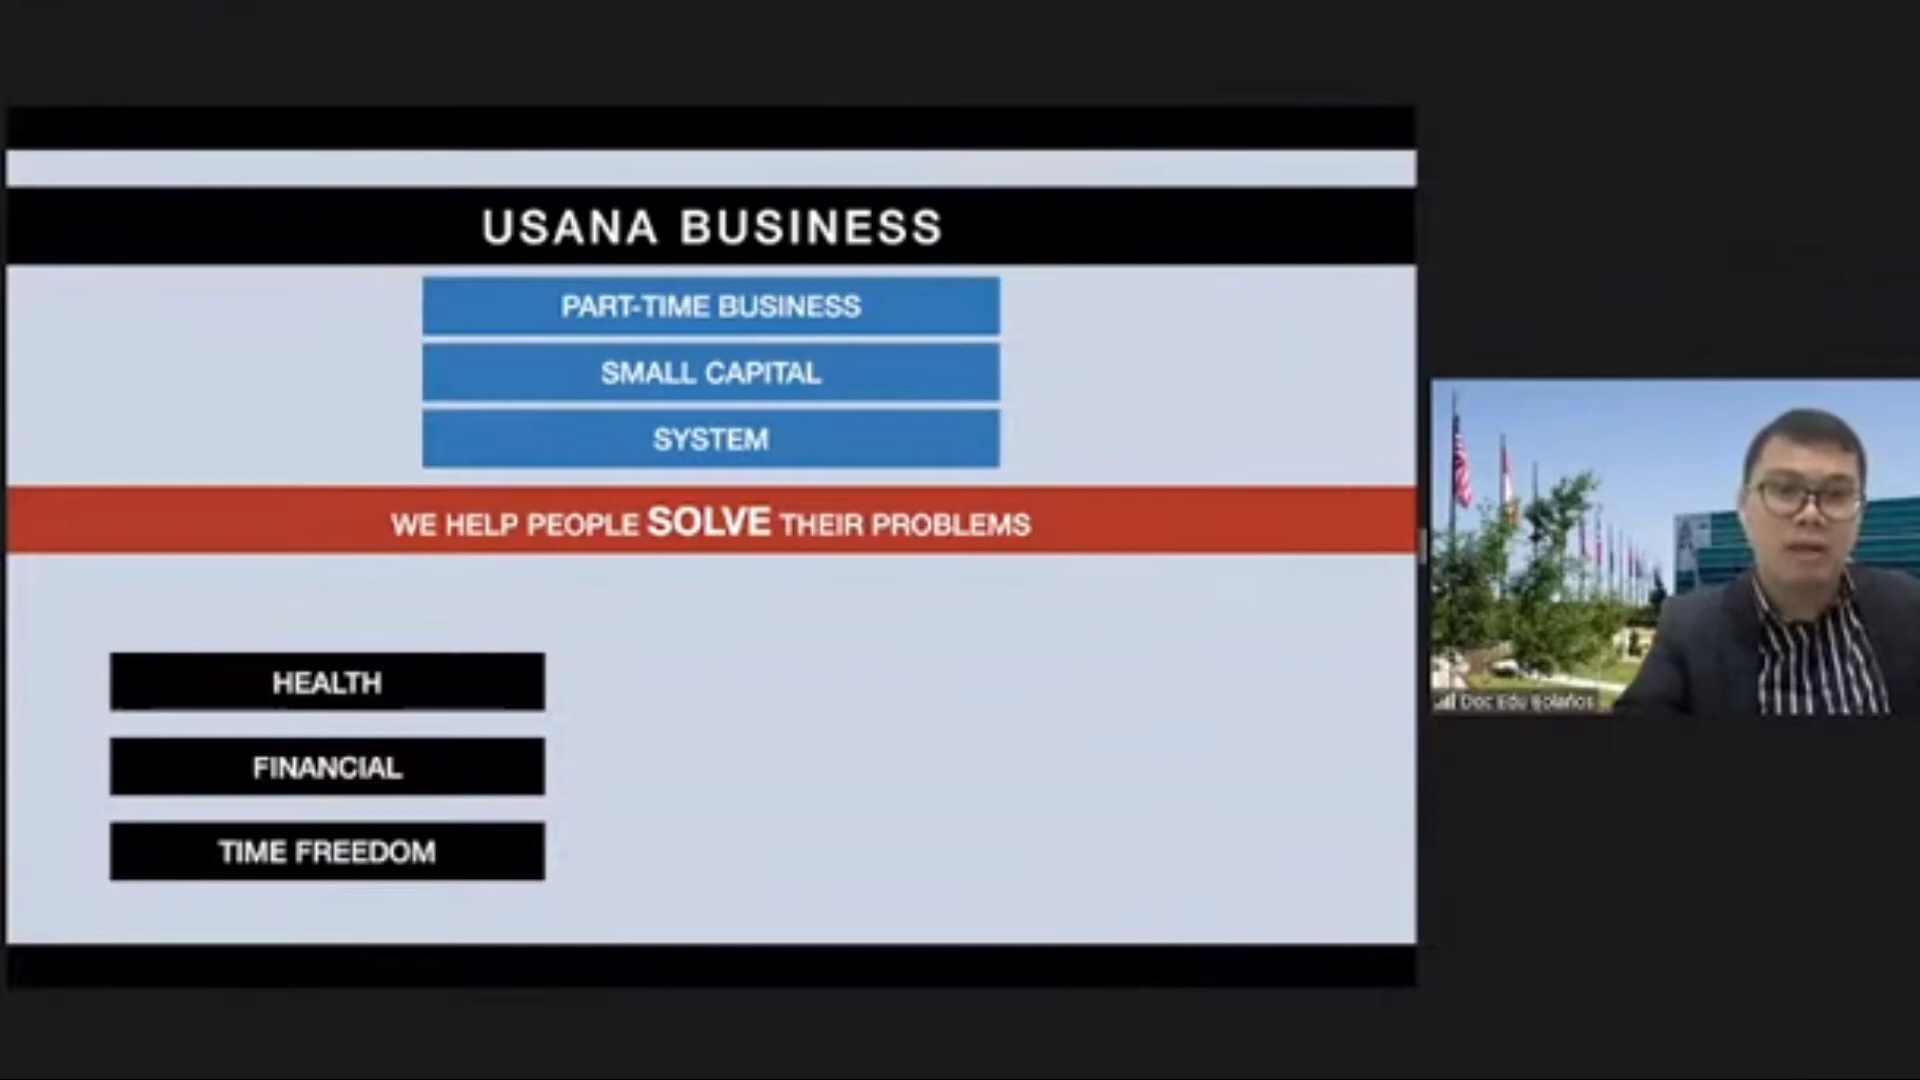 USANA BUSINESS
PART-TIME BUSINESS
SMALL CAPITAL
SYSTEM
WE HELP PEOPLE SOLVE THEIR PROBLEMS
HEALTH
FINANCIAL
TIME FREEDOM
Doc Edu Bolaños